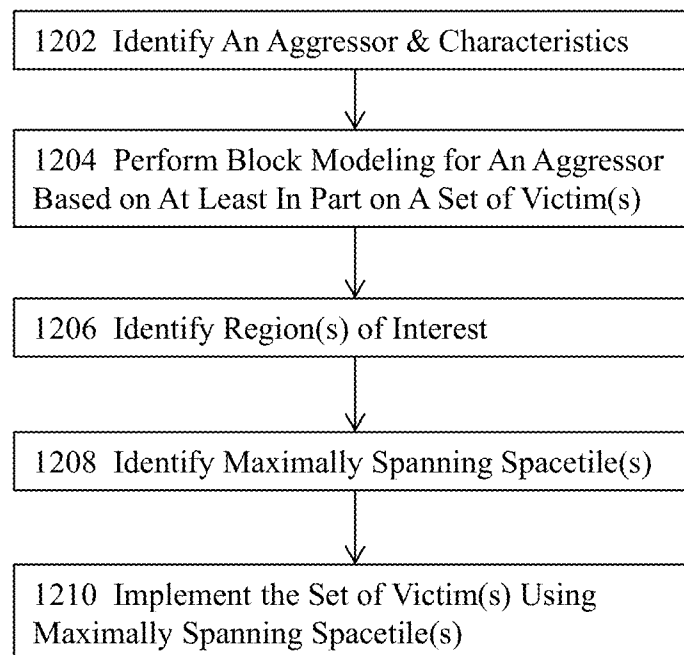 1202 Identify An Aggressor & Characteristics
1204 Perform Block Modeling for An Aggressor
Based on At Least In Part on A Set of Victim(s)
1206 Identify Region(s) of Interest
1208 Identify Maximally Spanning Spacetile(s)
1210 Implement the Set of Victim(s) Using
Maximally Spanning Spacetile(s)